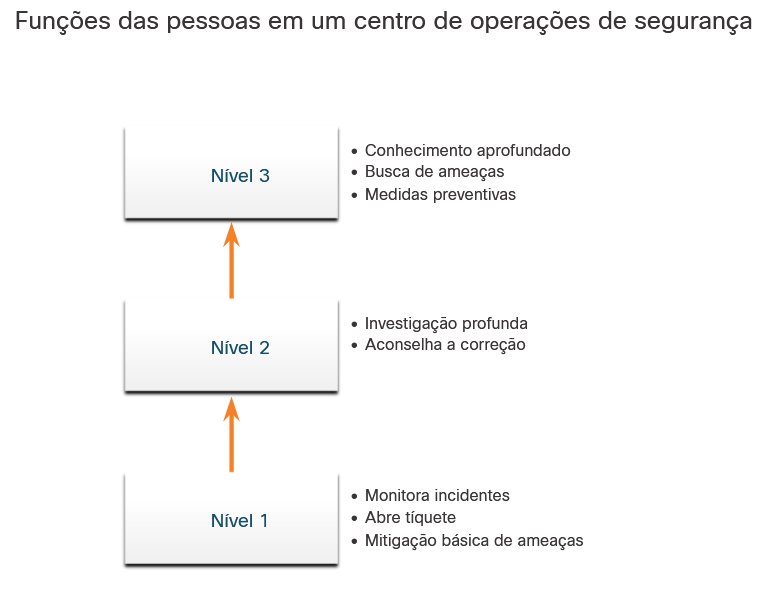 Funções das pessoas em um centro de operações de segurança
Nível 3
• Conhecimento aprofundado
• Busca de ameaças
• Medidas preventivas
Nível 2
• Investigação profunda
• Aconselha a correção
Nível 1
• Monitora incidentes
• Abre tíquete
• Mitigação básica de ameaças